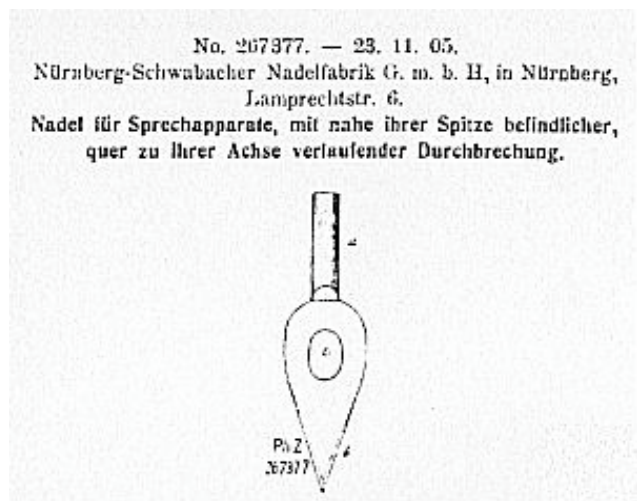 No. 267377. — 23. 11. 05.
Nürnberg-Schwabacher Nadelfabrik G. m. b. H, in Nürnberg,
Lamprechtstr. 6.
Nadel für Sprechapparate, mit nahe ihrer Spitze befindlicher,
quer zu ihrer Achse verlaufender Durchbrechung.
a
Ph.Z
267377